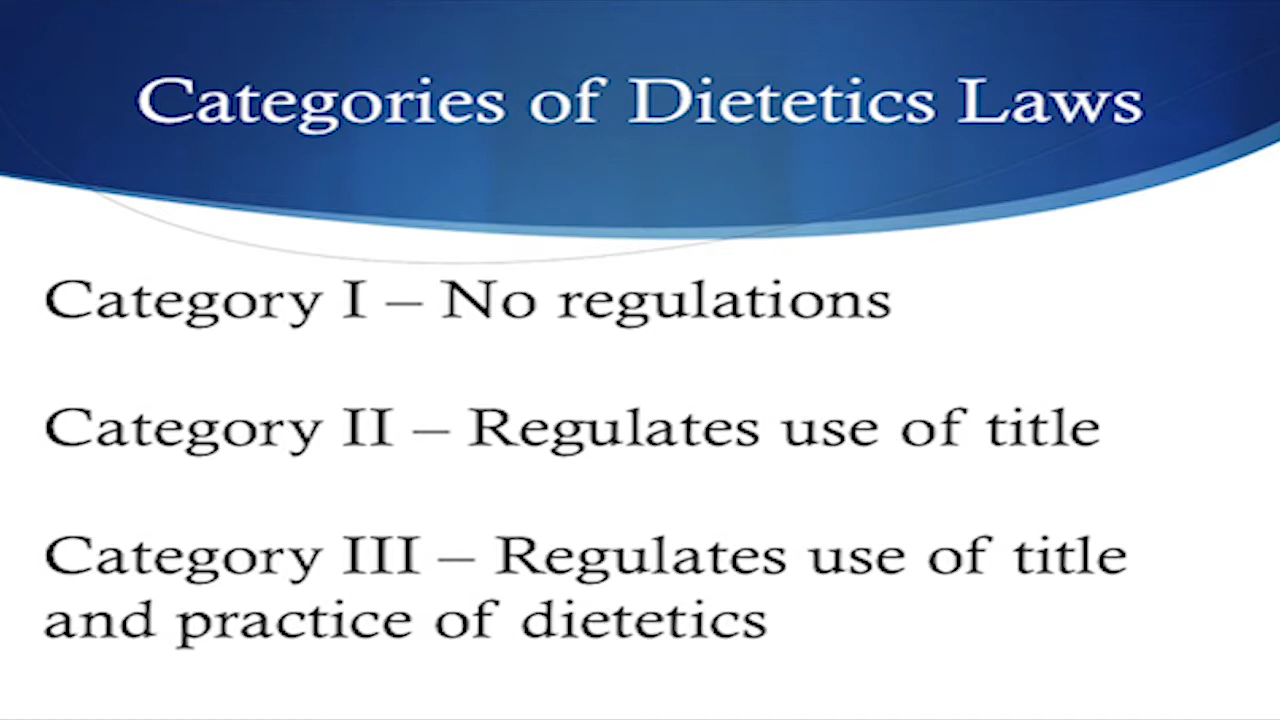 Categories of Dietetics Laws
Category I – No regulations
Category II – Regulates use of title
Category III – Regulates use of title
and practice of dietetics